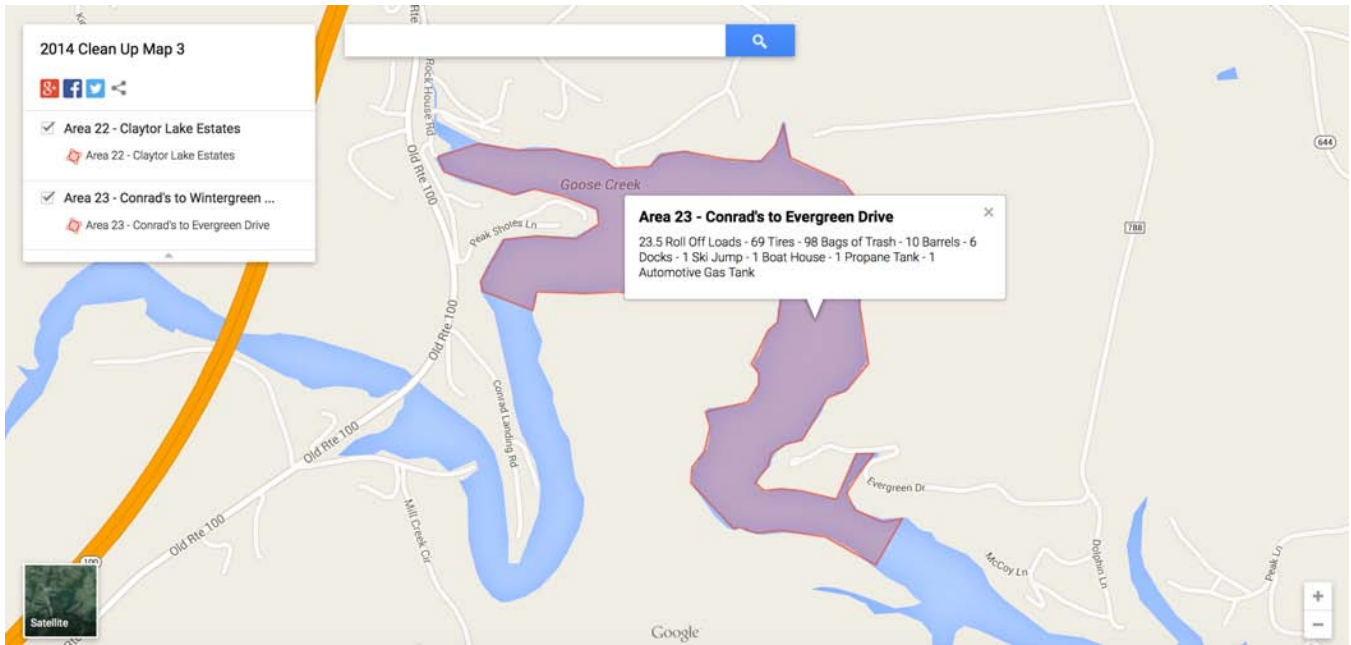 2014 Clean Up Map 3
Area 22 - Claytor Lake Estates
Area 22 - Claytor Lake Estates
Area 23 - Conrad's to Wintergreen ...
Area 23 - Conrad's to Evergreen Drive
Rock House Rd
Old Rte 100
Goose Creek
Peak Sholes Ln
Area 23 - Conrad's to Evergreen Drive
23.5 Roll Off Loads - 69 Tires - 98 Bags of Trash - 10 Barrels - 6
Docks - 1 Ski Jump - 1 Boat House - 1 Propane Tank - 1
Automotive Gas Tank
644
788
Old Rte 100
Conrad Landing Rd
Old Rte 100
Evergreen Dr
Mill Creek Cir
Old Rte 100
McCoy Ln
Dolphin Ln
Peak Ln
100
Satellite
Google